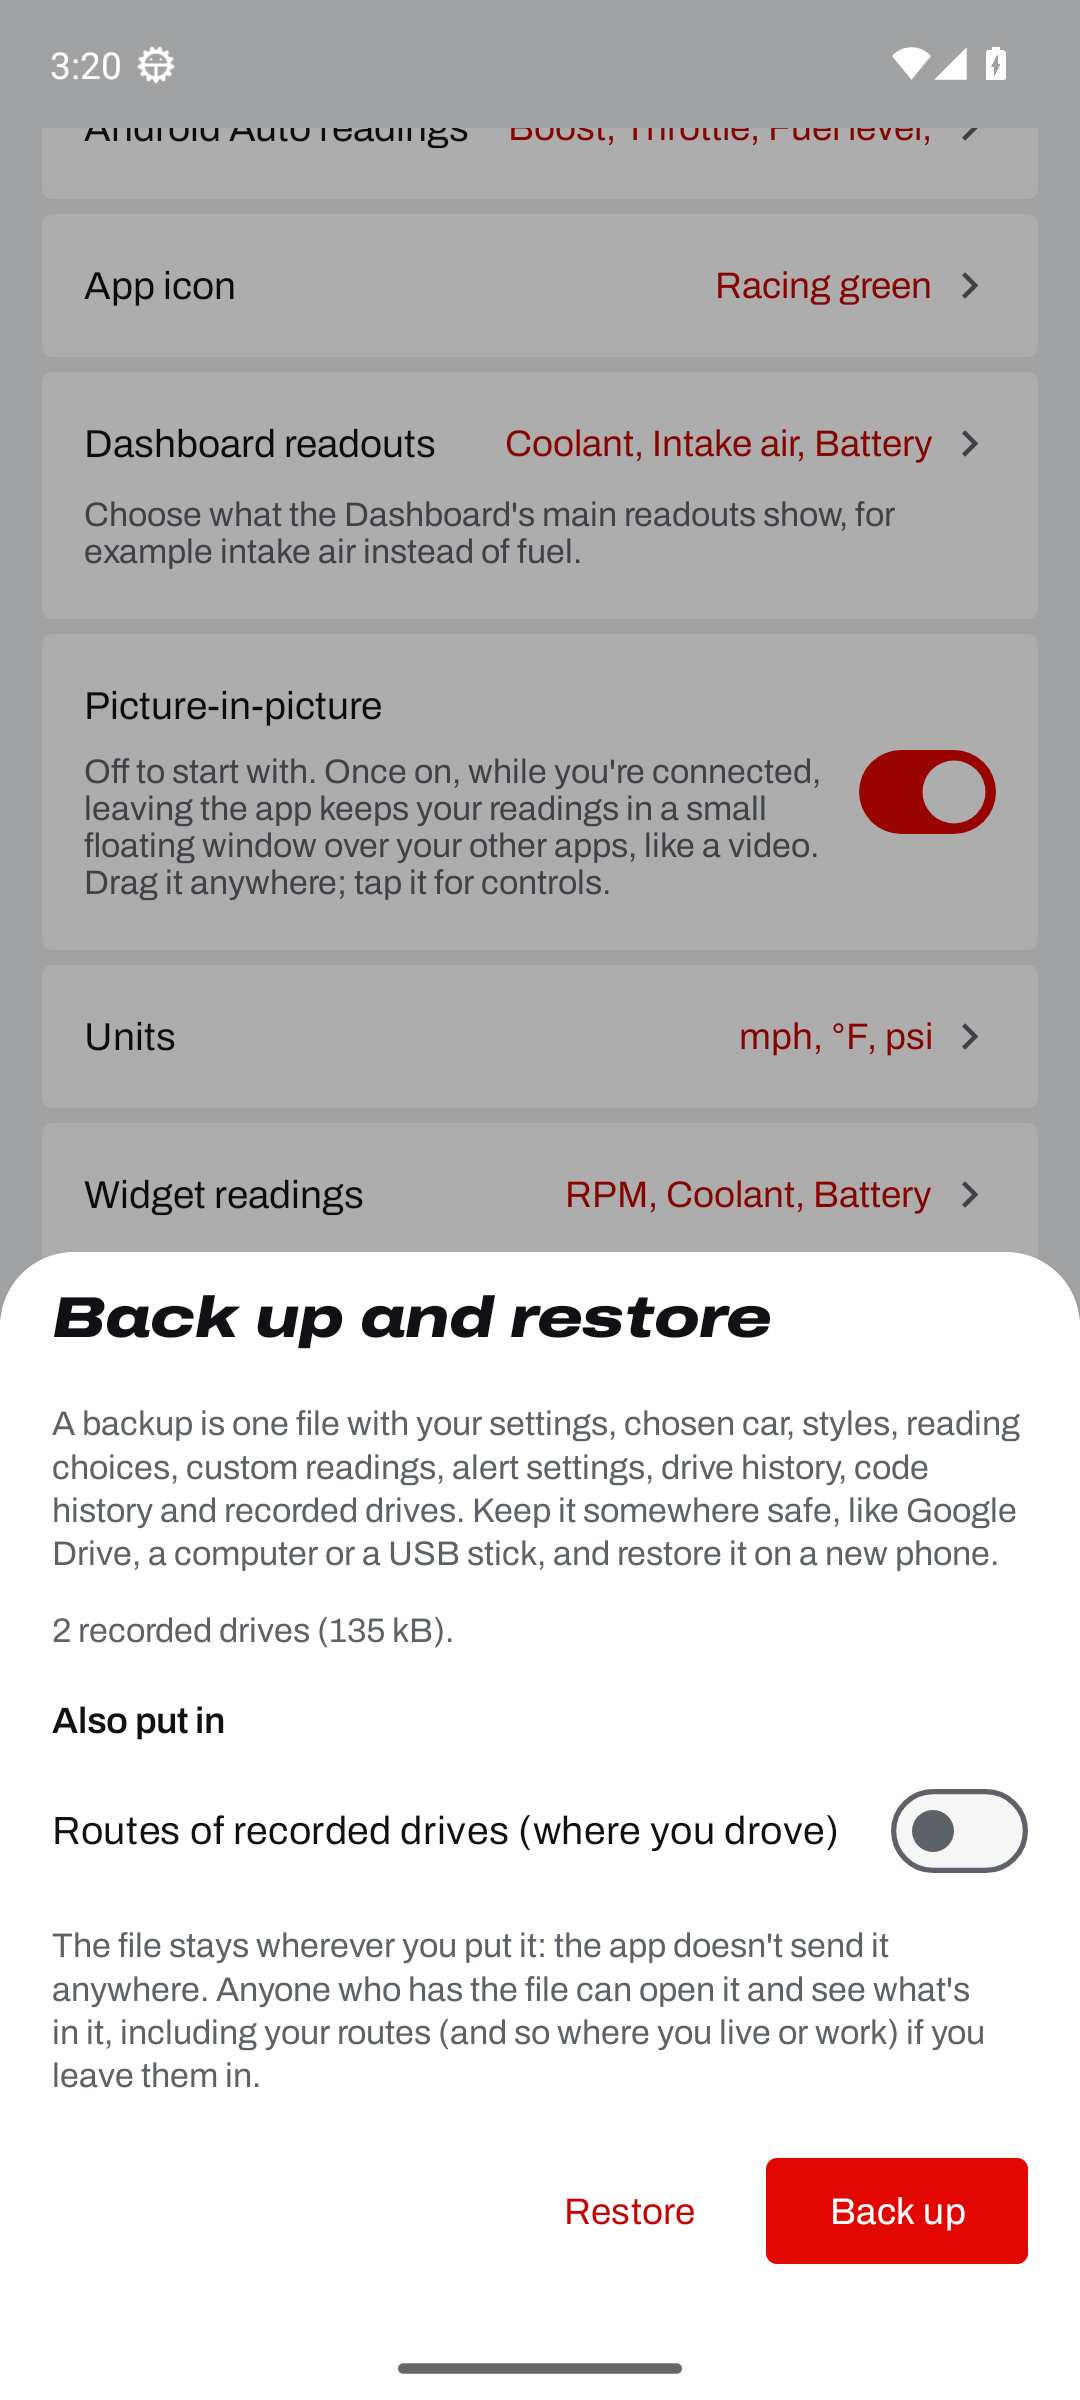 3:20
Android Auto readings Boost, Throttle, Fuel level,
App icon Racing green
Dashboard readouts Coolant, Intake air, Battery
Choose what the Dashboard's main readouts show, for
example intake air instead of fuel.
Picture-in-picture
Off to start with. Once on, while you're connected,
leaving the app keeps your readings in a small
floating window over your other apps, like a video.
Drag it anywhere; tap it for controls.
Units mph, °F, psi
Widget readings RPM, Coolant, Battery
Back up and restore
A backup is one file with your settings, chosen car, styles, reading
choices, custom readings, alert settings, drive history, code
history and recorded drives. Keep it somewhere safe, like Google
Drive, a computer or a USB stick, and restore it on a new phone.
2 recorded drives (135 kB).
Also put in
Routes of recorded drives (where you drove)
The file stays wherever you put it: the app doesn't send it
anywhere. Anyone who has the file can open it and see what's
in it, including your routes (and so where you live or work) if you
leave them in.
Restore Back up